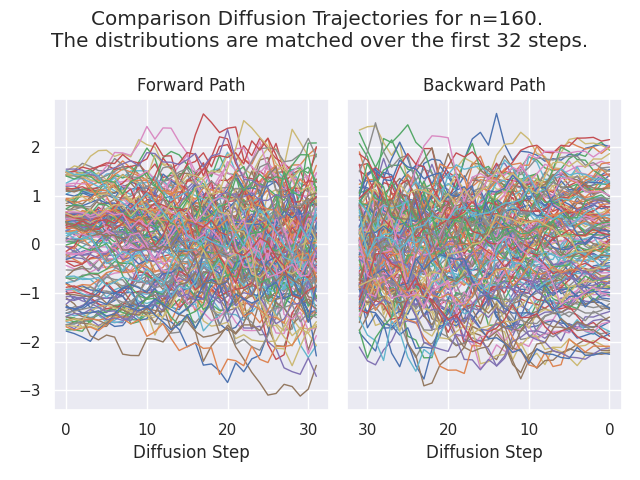 Comparison Diffusion Trajectories for n=160.
The distributions are matched over the first 32 steps.
Forward Path
Backward Path
2
1
0
−1
−2
−3
0 10 20 30
30 20 10 0
Diffusion Step
Diffusion Step